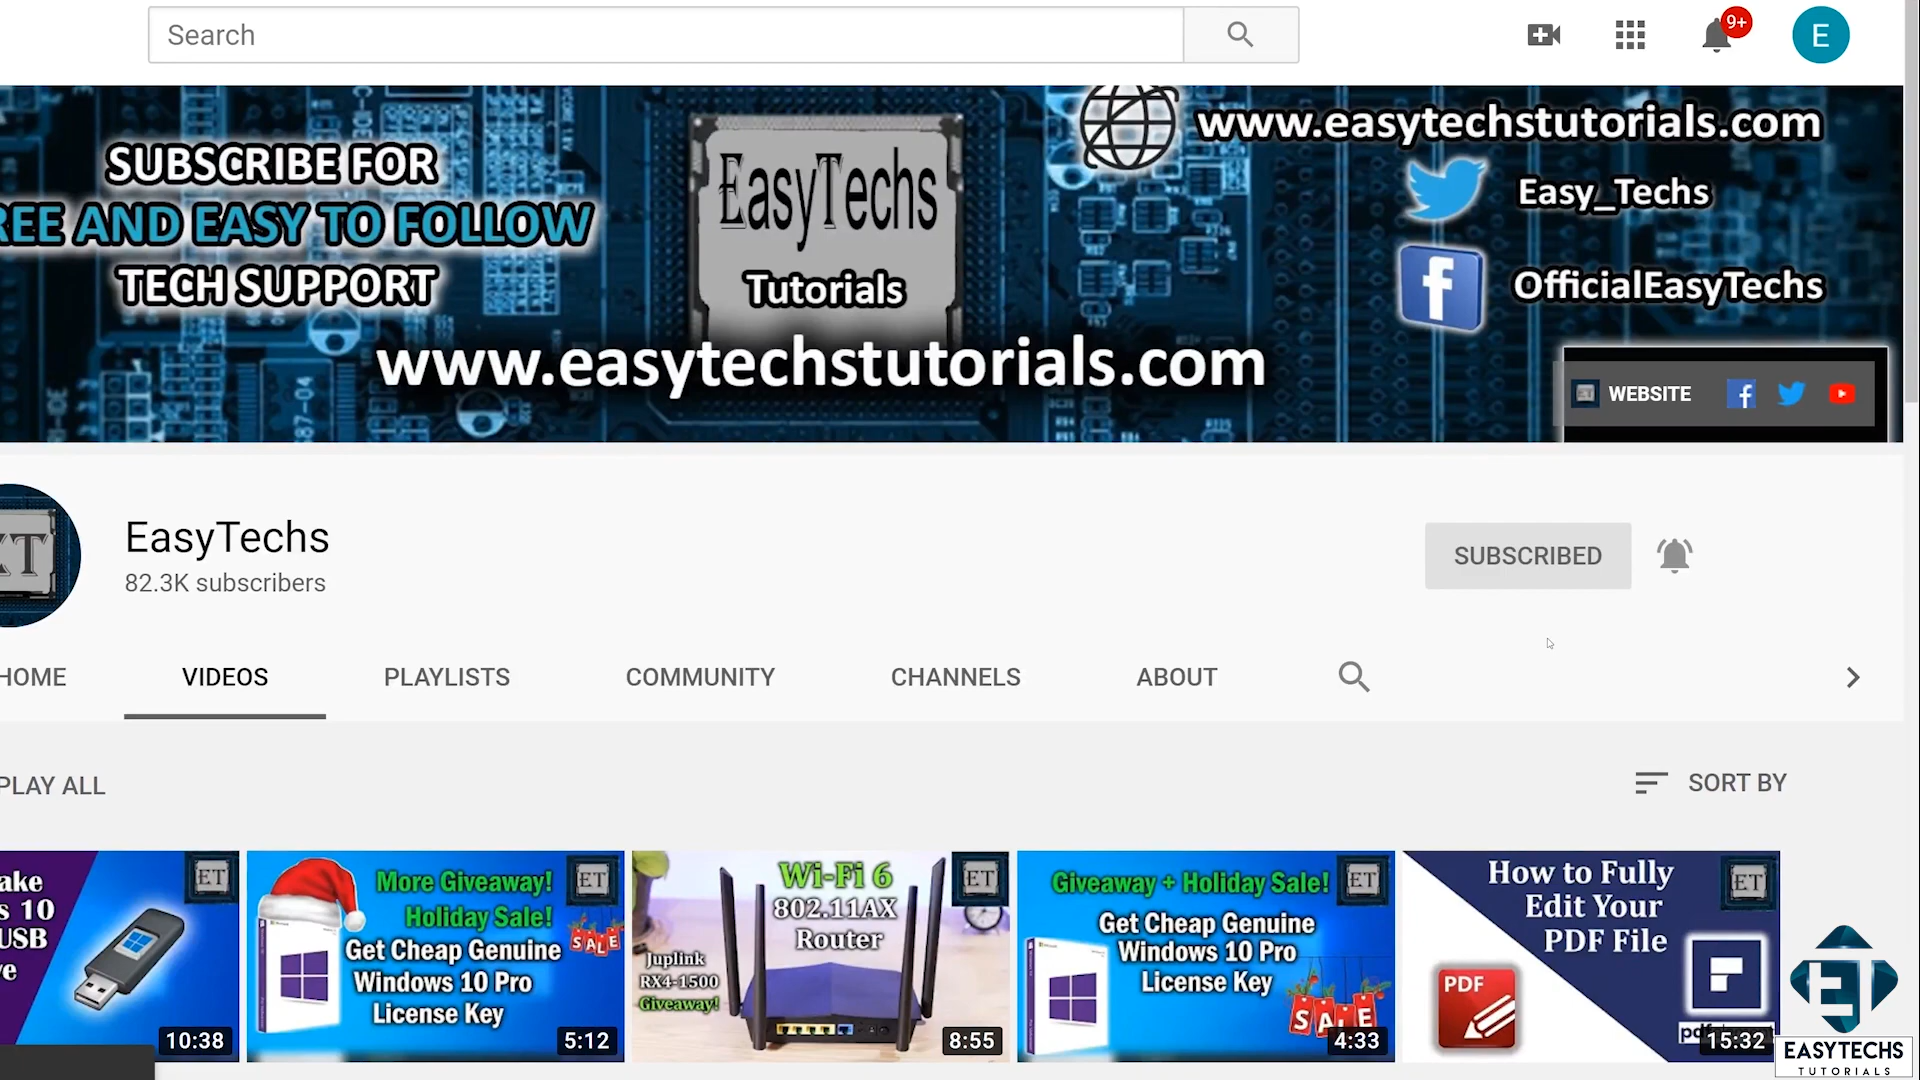 Search
9+
E
SUBSCRIBE FOR
REE AND EASY TO FOLLOW
TECH SUPPORT
EasyTechs
Tutorials
www.easytechstutorials.com
www.easytechstutorials.com
Easy_Techs
OfficialEasyTechs
ET WEBSITE
EasyTechs
82.3K subscribers
SUBSCRIBED
HOME
VIDEOS
PLAYLISTS
COMMUNITY
CHANNELS
ABOUT
PLAY ALL
SORT BY
ake
s 10
USB
ve
ET
10:38
More Giveaway!
Holiday Sale!
Get Cheap Genuine
Windows 10 Pro
License Key
SALE
ET
5:12
Wi-Fi 6
802.11AX
Router
Juplink
RX4-1500
Giveaway!
ET
8:55
Giveaway + Holiday Sale!
Get Cheap Genuine
Windows 10 Pro
License Key
SALE
ET
4:33
How to Fully
Edit Your
PDF File
PDF
ET
15:32
ET
EASYTECHS
TUTORIALS